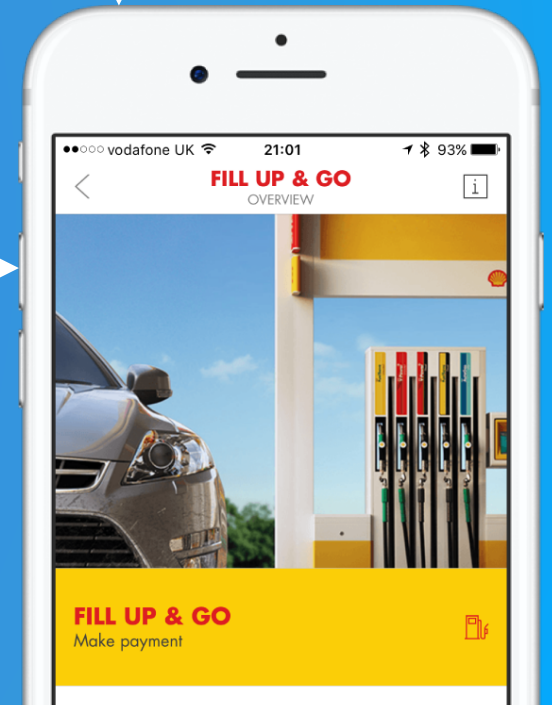 vodafone UK 21:01 93%
FILL UP & GO
OVERVIEW
i
FILL UP & GO
Make payment